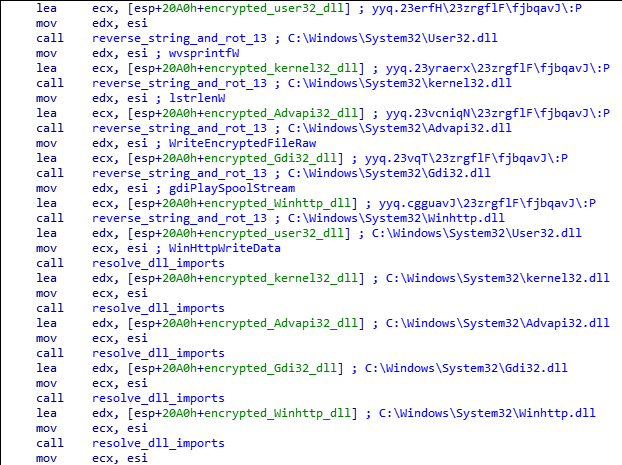 lea ecx, [esp+20A0h+encrypted_user32_dll] ; yyq.23erfH\23zrgflF\fjbqavJ\:P
mov edx, esi
call reverse_string_and_rot_13 ; C:\Windows\System32\User32.dll
mov edx, esi ; wvsprintfW
lea ecx, [esp+20A0h+encrypted_kernel32_dll] ; yyq.23yraerx\23zrgflF\fjbqavJ\:P
call reverse_string_and_rot_13 ; C:\Windows\System32\kernel32.dll
mov edx, esi ; lstrlenW
lea ecx, [esp+20A0h+encrypted_Advapi32_dll] ; yyq.23vcniqN\23zrgflF\fjbqavJ\:P
call reverse_string_and_rot_13 ; C:\Windows\System32\Advapi32.dll
mov edx, esi ; WriteEncryptedFileRaw
lea ecx, [esp+20A0h+encrypted_Gdi32_dll] ; yyq.23vqT\23zrgflF\fjbqavJ\:P
call reverse_string_and_rot_13 ; C:\Windows\System32\Gdi32.dll
mov edx, esi ; gdiPlaySpoolStream
lea ecx, [esp+20A0h+encrypted_Winhttp_dll] ; yyq.cgguavJ\23zrgflF\fjbqavJ\:P
call reverse_string_and_rot_13 ; C:\Windows\System32\Winhttp.dll
lea edx, [esp+20A0h+encrypted_user32_dll] ; C:\Windows\System32\User32.dll
mov ecx, esi ; WinHttpWriteData
call resolve_dll_imports
lea edx, [esp+20A0h+encrypted_kernel32_dll] ; C:\Windows\System32\kernel32.dll
mov ecx, esi
call resolve_dll_imports
lea edx, [esp+20A0h+encrypted_Advapi32_dll] ; C:\Windows\System32\Advapi32.dll
mov ecx, esi
call resolve_dll_imports
lea edx, [esp+20A0h+encrypted_Gdi32_dll] ; C:\Windows\System32\Gdi32.dll
mov ecx, esi
call resolve_dll_imports
lea edx, [esp+20A0h+encrypted_Winhttp_dll] ; C:\Windows\System32\Winhttp.dll
mov ecx, esi
call resolve_dll_imports
mov ecx, esi